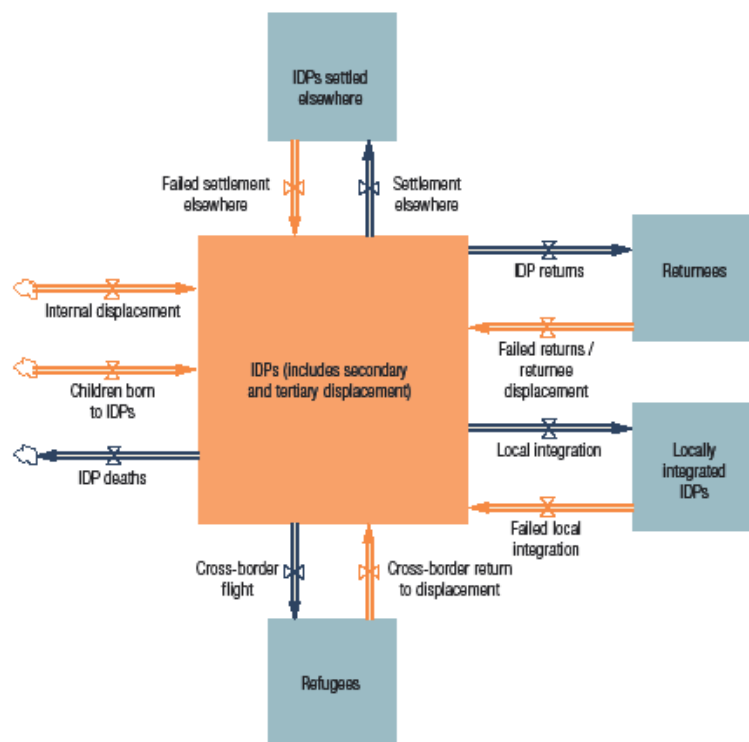 IDPs settled
elsewhere
Failed settlement
elsewhere
Settlement
elsewhere
IDP returns
Returnees
Internal displacement
Failed returns /
returnee
displacement
IDPs (includes secondary
and tertiary displacement)
Children born
to IDPs
Local integration
Locally
integrated
IDPs
IDP deaths
Failed local
integration
Cross-border
flight
Cross-border return
to displacement
Refugees